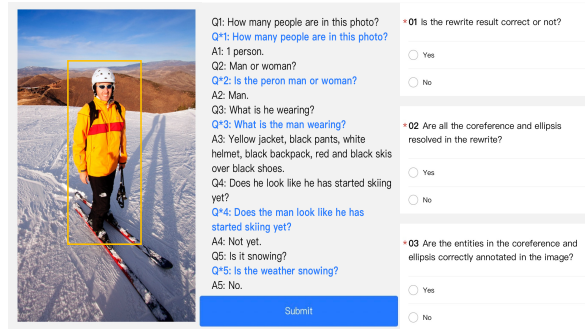 Q1: How many people are in this photo?
Q*1: How many people are in this photo?
A1: 1 person.
Q2: Man or woman?
Q*2: Is the peron man or woman?
A2: Man.
Q3: What is he wearing?
Q*3: What is the man wearing?
A3: Yellow jacket, black pants, white
helmet, black backpack, red and black skis
over black shoes.
Q4: Does he look like he has started skiing
yet?
Q*4: Does the man look like he has
started skiing yet?
A4: Not yet.
Q5: Is it snowing?
Q*5: Is the weather snowing?
A5: No.
Submit
*01 Is the rewrite result correct or not?
Yes
No
*02 Are all the coreference and ellipsis
resolved in the rewrite?
Yes
No
*03 Are the entities in the coreference and
ellipsis correctly annotated in the image?
Yes
No